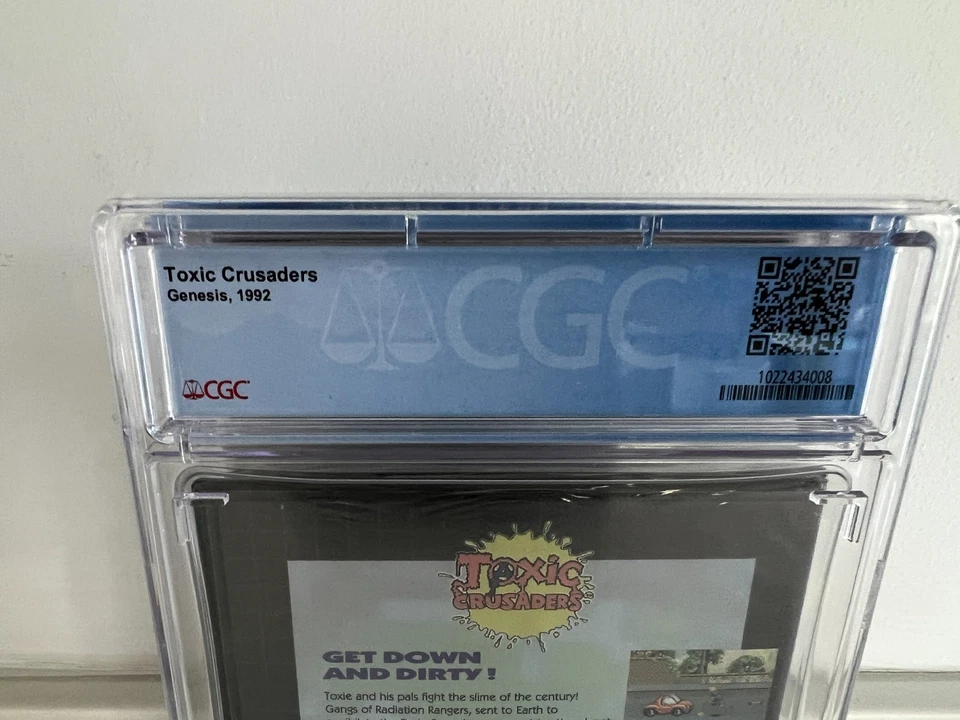 Toxic Crusaders
Genesis, 1992
CGC
CGC
1022434008
Toxic
CRUSADERS
GET DOWN
AND DIRTY!
Toxie and his pals fight the slime of the century!
Gangs of Radiation Rangers, sent to Earth to